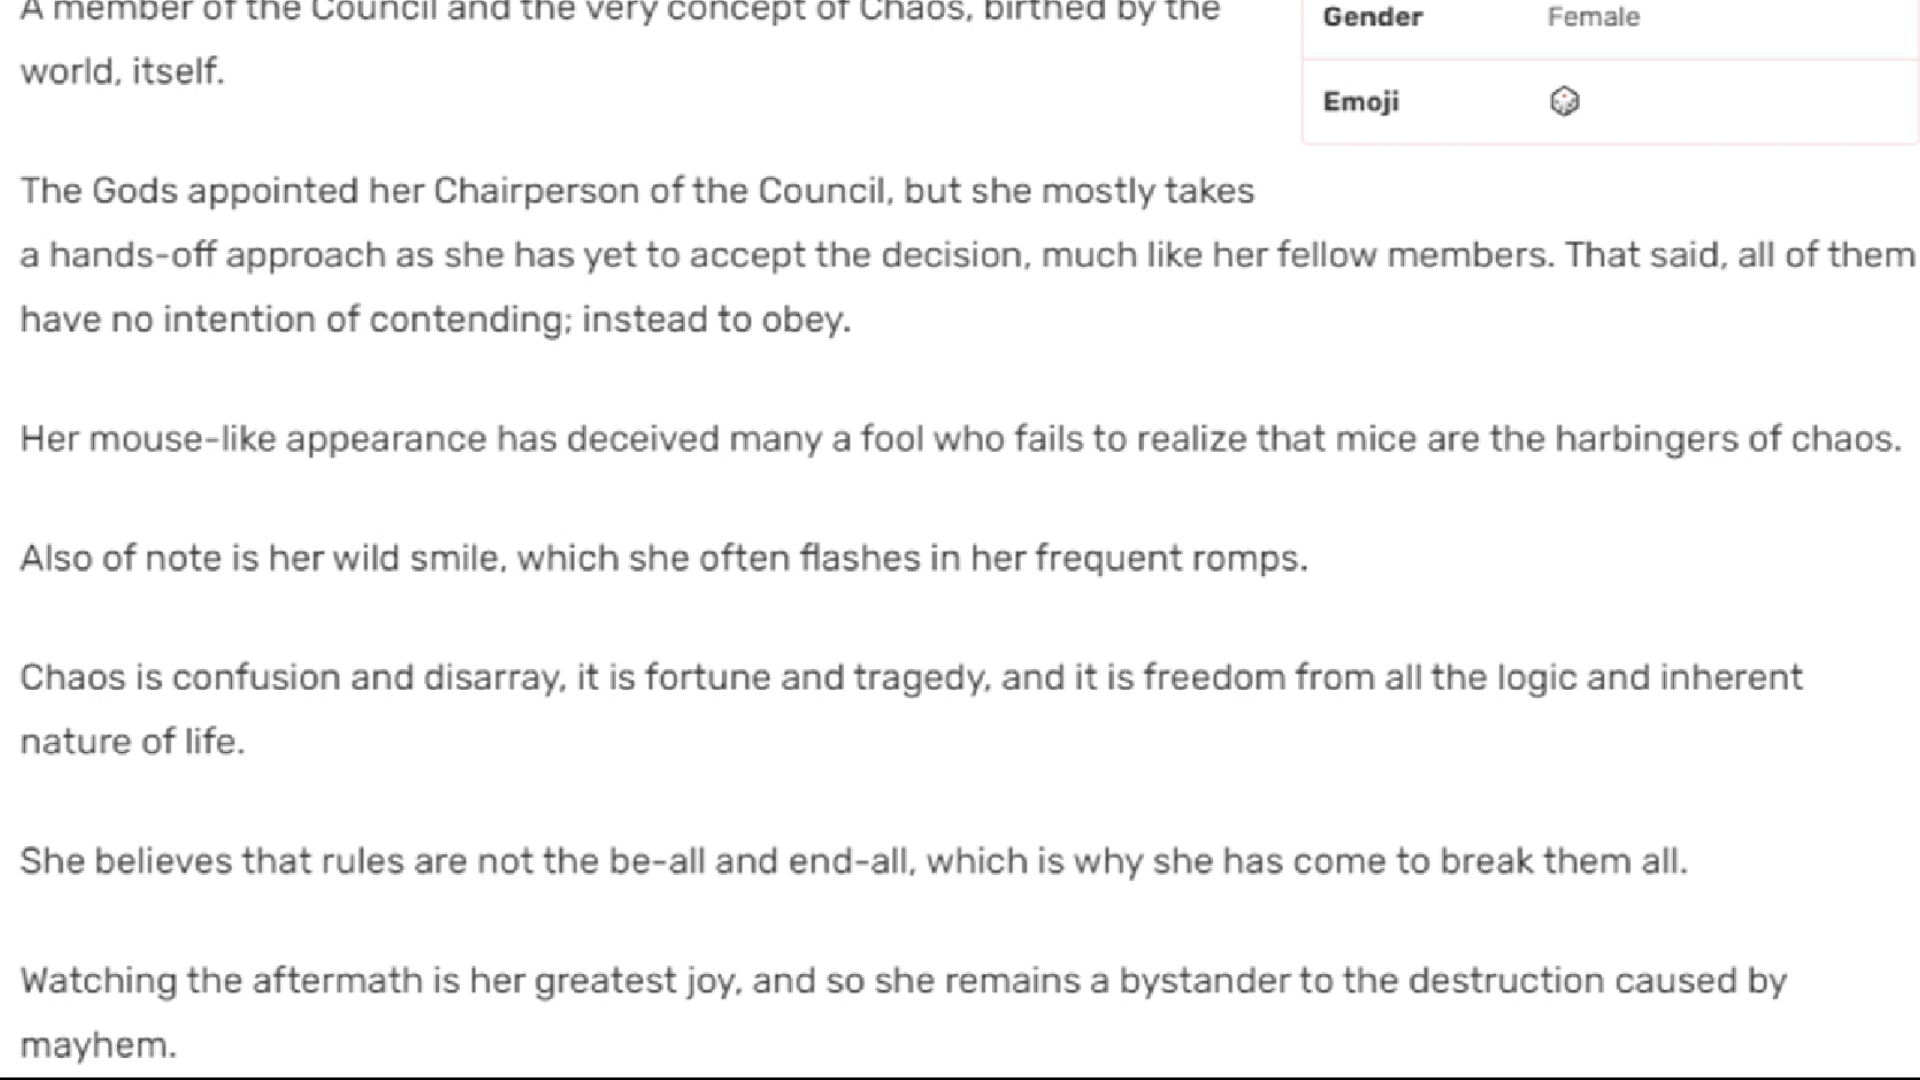 A member of the Council and the very concept of Chaos, birthed by the
world, itself.
Gender Female
Emoji
The Gods appointed her Chairperson of the Council, but she mostly takes
a hands-off approach as she has yet to accept the decision, much like her fellow members. That said, all of them
have no intention of contending; instead to obey.
Her mouse-like appearance has deceived many a fool who fails to realize that mice are the harbingers of chaos.
Also of note is her wild smile, which she often flashes in her frequent romps.
Chaos is confusion and disarray, it is fortune and tragedy, and it is freedom from all the logic and inherent
nature of life.
She believes that rules are not the be-all and end-all, which is why she has come to break them all.
Watching the aftermath is her greatest joy, and so she remains a bystander to the destruction caused by
mayhem.